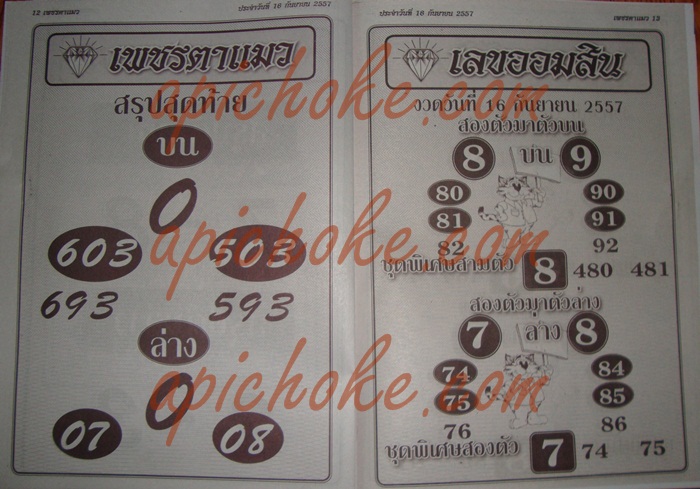 12 เพชรตาแมว
ประจำวันที่ 16 กันยายน 2557
เพชรตาแมว
สรุปสุดท้าย
บน
0
603 503
693 593
ล่าง
0
07 08
ประจำวันที่ 16 กันยายน 2557
เพชรตาแมว 13
เลขออมสิน
งวดวันที่ 16 กันยายน 2557
สองตัวมาตัวบน
8 บน 9
80 90
81 91
82 92
ชุดพิเศษสามตัว 8 480 481
สองตัวมาตัวล่าง
7 ล่าง 8
74 84
75 85
76 86
ชุดพิเศษสองตัว 7 74 75
apichoke.com
apichoke.com
apichoke.com